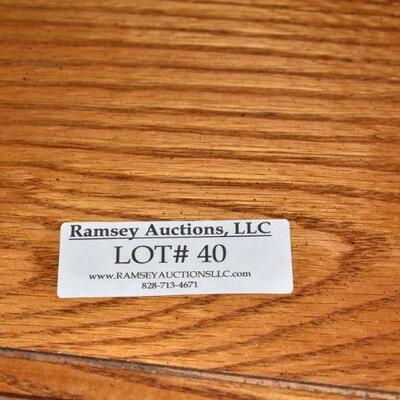 Ramsey Auctions, LLC
LOT# 40
www.RAMSEYAUCTIONSLLC.com
828-713-4671